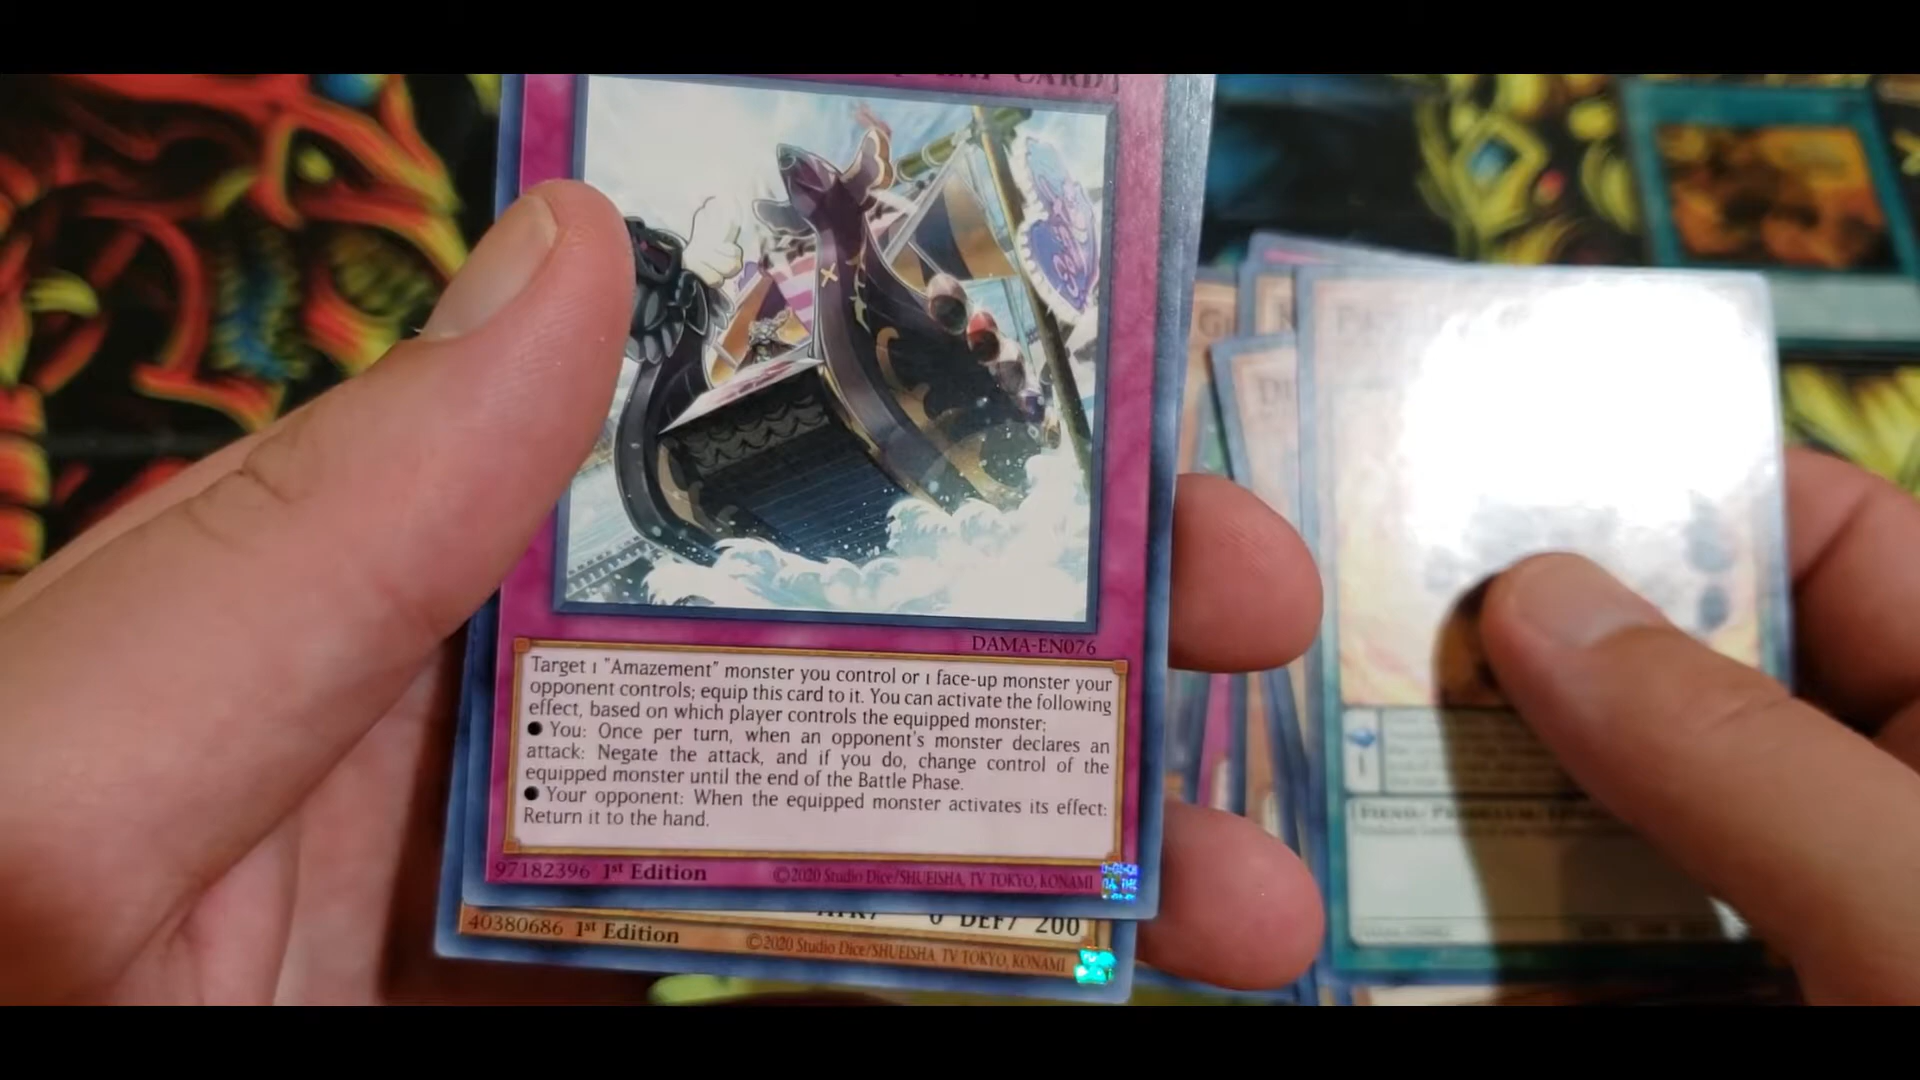 CARD
DAMA-EN076
Target 1 "Amazement" monster you control or 1 face-up monster your
opponent controls; equip this card to it. You can activate the following
effect, based on which player controls the equipped monster:
● You: Once per turn, when an opponent's monster declares an
attack: Negate the attack, and if you do, change control of the
equipped monster until the end of the Battle Phase.
● Your opponent: When the equipped monster activates its effect:
Return it to the hand.
97182396 1st Edition ©2020 Studio Dice/SHUEISHA, TV TOKYO, KONAMI
0 DEF/ 200
40380686 1st Edition ©2020 Studio Dice/SHUEISHA, TV TOKYO, KONAMI